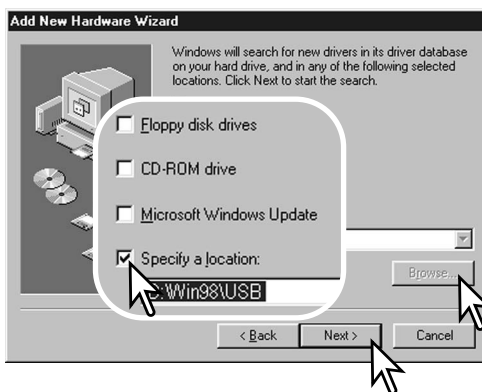 Add New Hardware Wizard
Windows will search for new drivers in its driver database
on your hard drive, and in any of the following selected
locations. Click Next to start the search.
Floppy disk drives
CD-ROM drive
Microsoft Windows Update
Specify a location:
:\Win98\USB
Browse...
< Back
Next >
Cancel